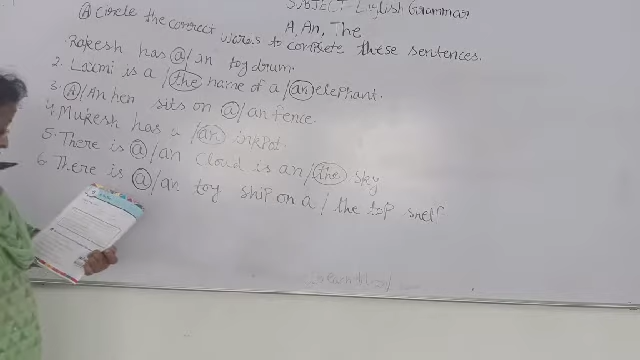 SUBJECT - English Grammar
A, An, The
(A) Circle the correct words to complete these sentences.
Rakesh has a/an toy drum.
2. Laxmi is a/the name of a/an elephant.
3. A/An hen sits on a/an fence.
4. Mukesh has a/an inkpot.
5. There is a/an cloud is an/the sky
6. There is a/an toy ship on a/the top shelf